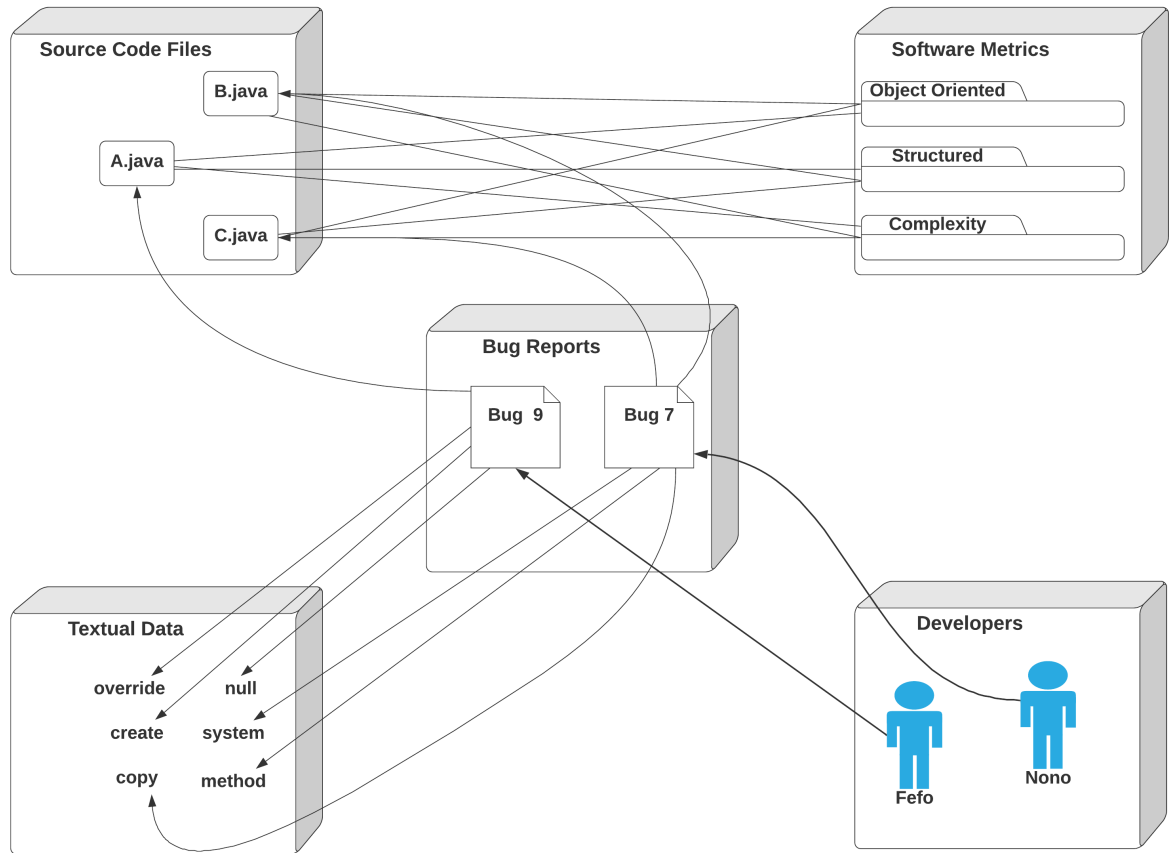 Source Code Files
B.java
A.java
C.java
Software Metrics
Object Oriented
Structured
Complexity
Bug Reports
Bug  9
Bug 7
Textual Data
override
null
create
system
copy
method
Developers
Fefo
Nono